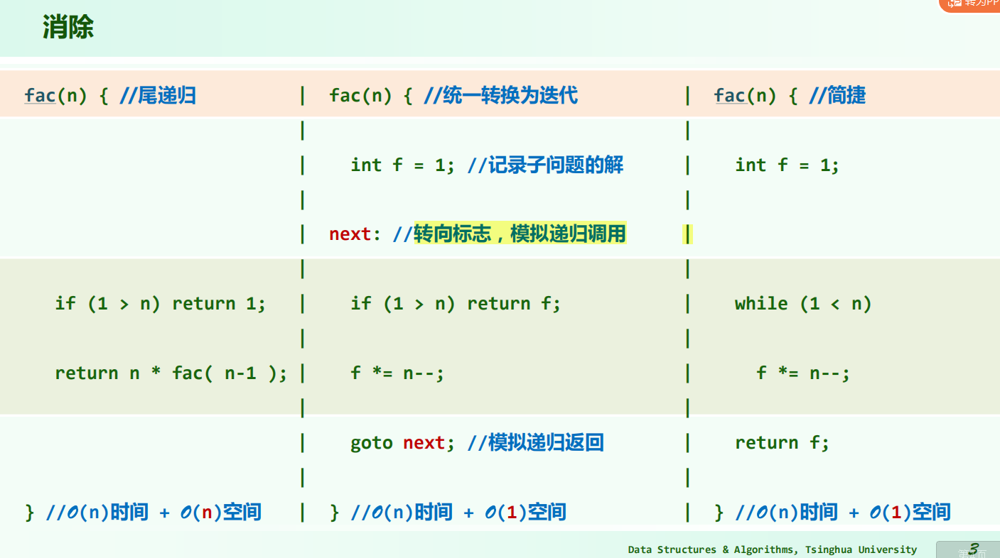 转为PP
消除
fac(n) { //尾递归 | fac(n) { //统一转换为迭代 | fac(n) { //简捷
| |
| int f = 1; //记录子问题的解 | int f = 1;
| |
| next: //转向标志，模拟递归调用 |
| |
if (1 > n) return 1; | if (1 > n) return f; | while (1 < n)
| |
return n * fac( n-1 ); | f *= n--; | f *= n--;
| |
| goto next; //模拟递归返回 | return f;
| |
} //O(n)时间 + O(n)空间 | } //O(n)时间 + O(1)空间 | } //O(n)时间 + O(1)空间
Data Structures & Algorithms, Tsinghua University 3